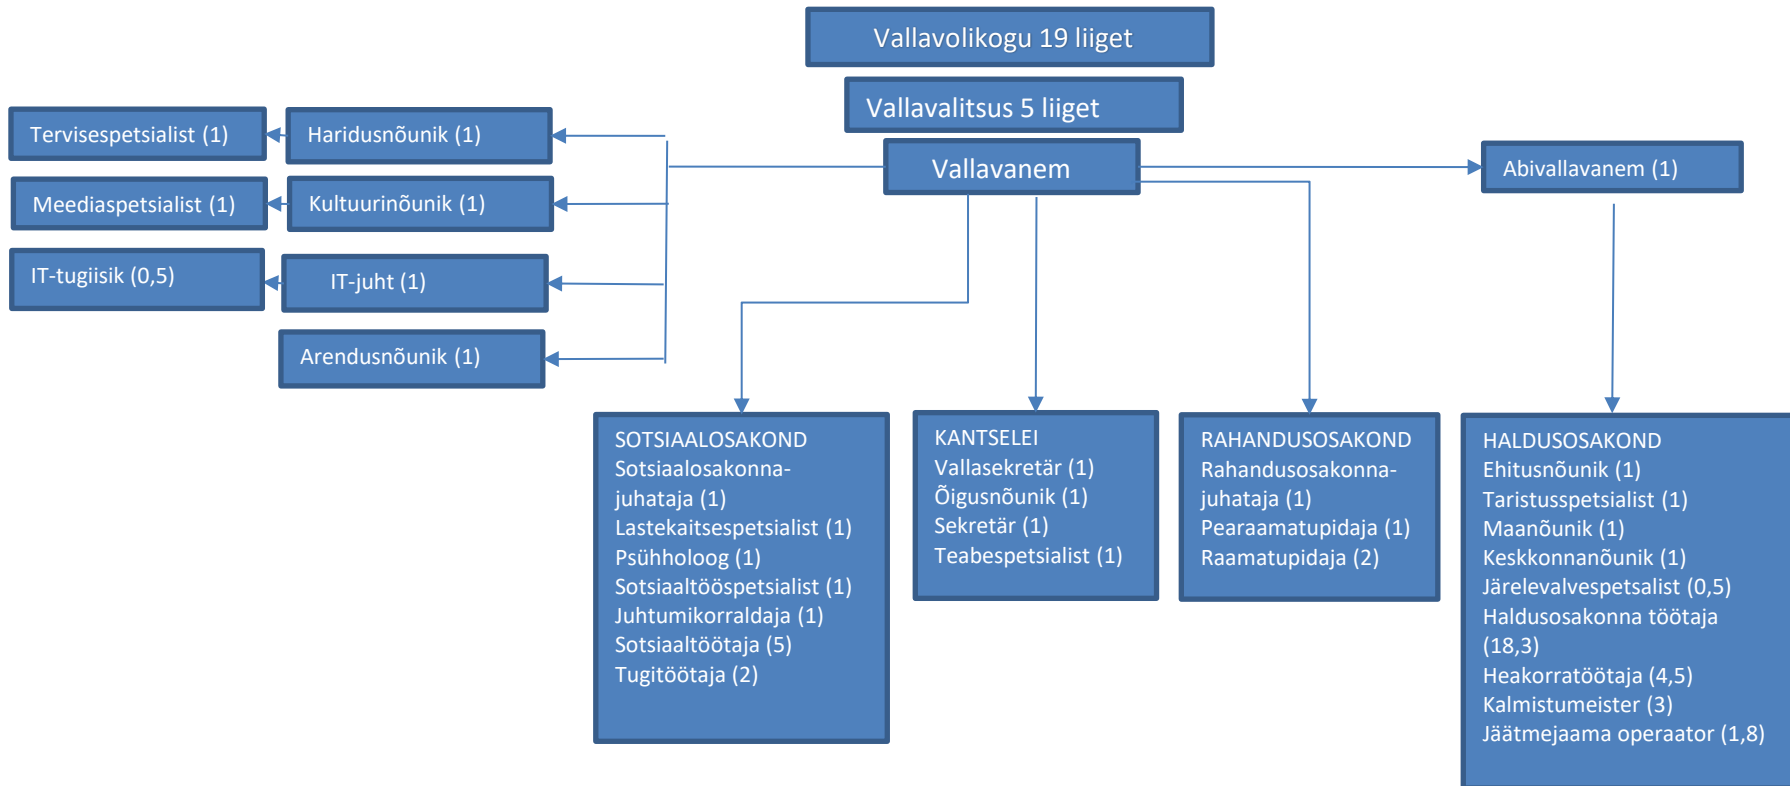 Vallavolikogu 19 liiget
Vallavalitsus 5 liiget
Vallavanem
Abivallavanem (1)
Tervisespetsialist (1)
Haridusnõunik (1)
Meediaspetsialist (1)
Kultuurinõunik (1)
IT-tugiisik (0,5)
IT-juht (1)
Arendusnõunik (1)
SOTSIAALOSAKOND
Sotsiaalosakonna-
juhataja (1)
Lastekaitsespetsialist (1)
Psühholoog (1)
Sotsiaaltööspetsialist (1)
Juhtumikorraldaja (1)
Sotsiaaltöötaja (5)
Tugitöötaja (2)
KANTSELEI
Vallasekretär (1)
Õigusnõunik (1)
Sekretär (1)
Teabespetsialist (1)
RAHANDUSOSAKOND
Rahandusosakonna-
juhataja (1)
Pearaamatupidaja (1)
Raamatupidaja (2)
HALDUSOSAKOND
Ehitusnõunik (1)
Taristusspetsialist (1)
Maanõunik (1)
Keskkonnanõunik (1)
Järelevalvespetsalist (0,5)
Haldusosakonna töötaja
(18,3)
Heakorratöötaja (4,5)
Kalmistumeister (3)
Jäätmejaama operaator (1,8)